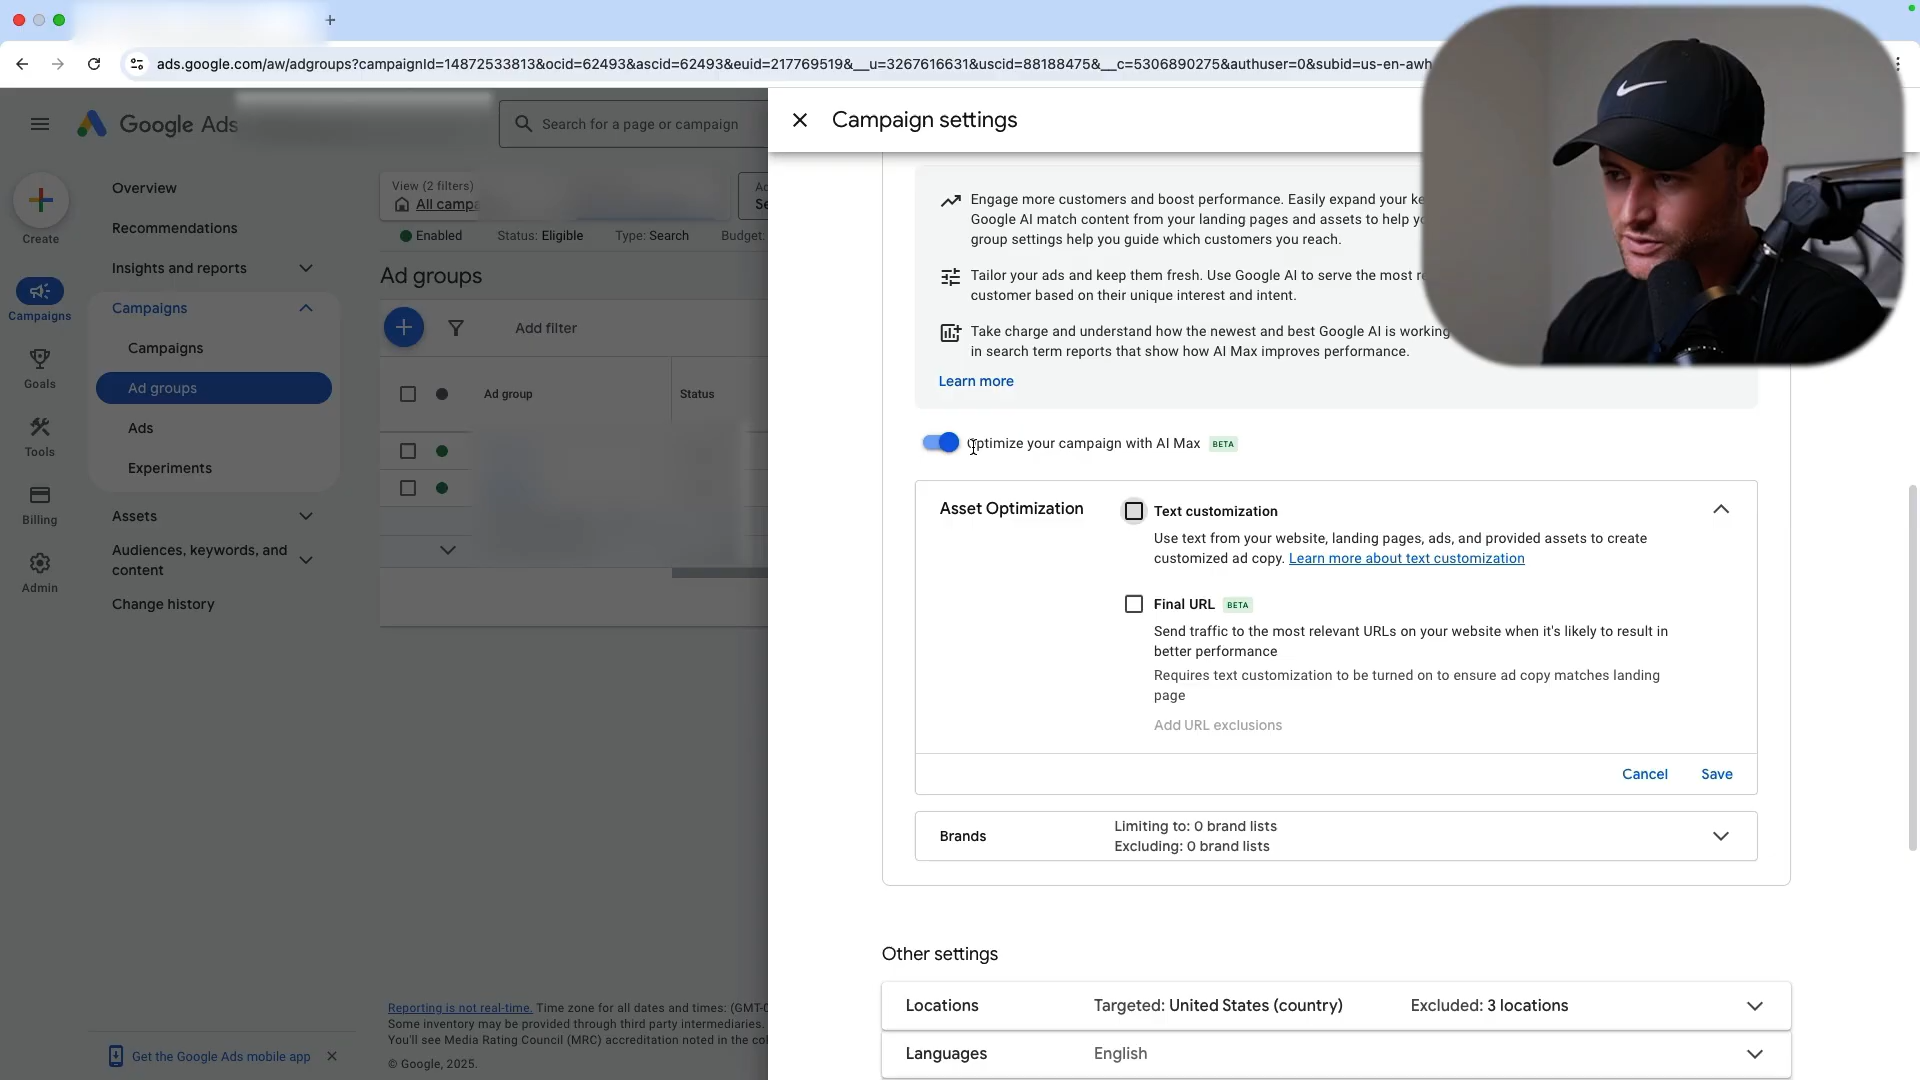 ads.google.com/aw/adgroups?campaignId=14872533813&ocid=62493&ascid=62493&euid=217769519&__u=3267616631&uscid=88188475&__c=5306890275&authuser=0&subid=us-en-awh
Google Ads
Search for a page or campaign
Campaign settings
Create
Campaigns
Goals
Tools
Billing
Admin
Overview
Recommendations
Insights and reports
Campaigns
Campaigns
Ad groups
Ads
Experiments
Assets
Audiences, keywords, and
content
Change history
Get the Google Ads mobile app
View (2 filters)
All campa
Enabled Status: Eligible Type: Search Budget:
Ad groups
Add filter
Ad group Status
Reporting is not real-time. Time zone for all dates and times: (GMT-0
Some inventory may be provided through third party intermediaries.
You'll see Media Rating Council (MRC) accreditation noted in the col
© Google, 2025.
Engage more customers and boost performance. Easily expand your ke
Google AI match content from your landing pages and assets to help yo
group settings help you guide which customers you reach.
Tailor your ads and keep them fresh. Use Google AI to serve the most re
customer based on their unique interest and intent.
Take charge and understand how the newest and best Google AI is working
in search term reports that show how AI Max improves performance.
Learn more
Optimize your campaign with AI Max BETA
Asset Optimization
Text customization
Use text from your website, landing pages, ads, and provided assets to create
customized ad copy. Learn more about text customization
Final URL BETA
Send traffic to the most relevant URLs on your website when it's likely to result in
better performance
Requires text customization to be turned on to ensure ad copy matches landing
page
Add URL exclusions
Cancel Save
Brands
Limiting to: 0 brand lists
Excluding: 0 brand lists
Other settings
Locations Targeted: United States (country) Excluded: 3 locations
Languages English